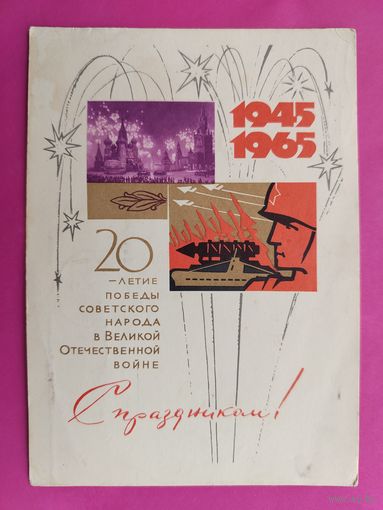 1945
1965
20
-ЛЕТИЕ
ПОБЕДЫ
СОВЕТСКОГО
НАРОДА
В ВЕЛИКОЙ
ОТЕЧЕСТВЕННОЙ
ВОЙНЕ
С праздником!